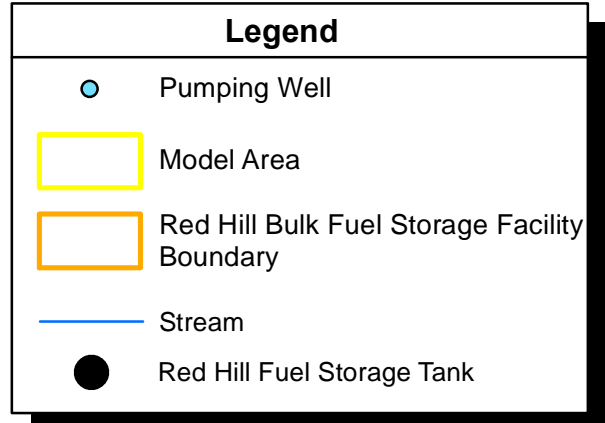 Legend
Pumping Well
Model Area
Red Hill Bulk Fuel Storage Facility
Boundary
Stream
Red Hill Fuel Storage Tank